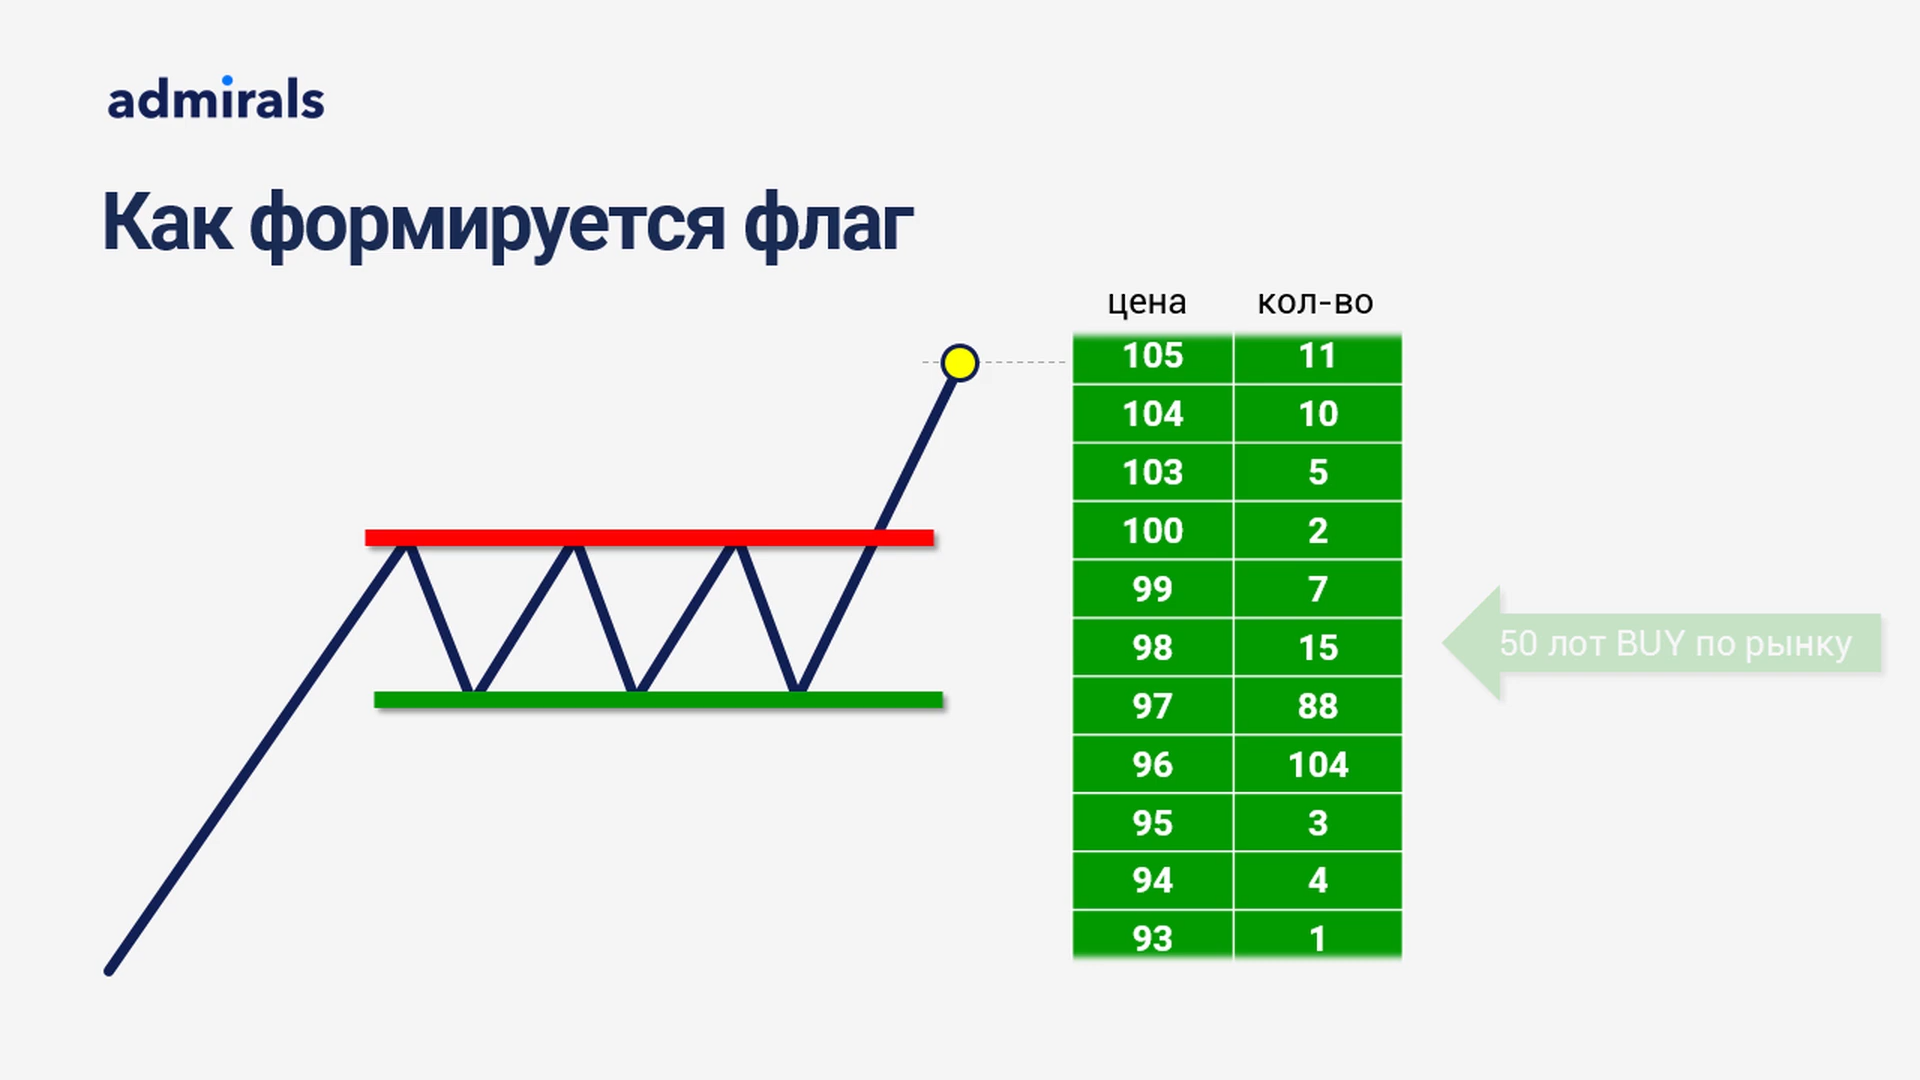 admirals
Как формируется флаг
цена кол-во
105 11
104 10
103 5
100 2
99 7
98 15
50 лот BUY по рынку
97 88
96 104
95 3
94 4
93 1